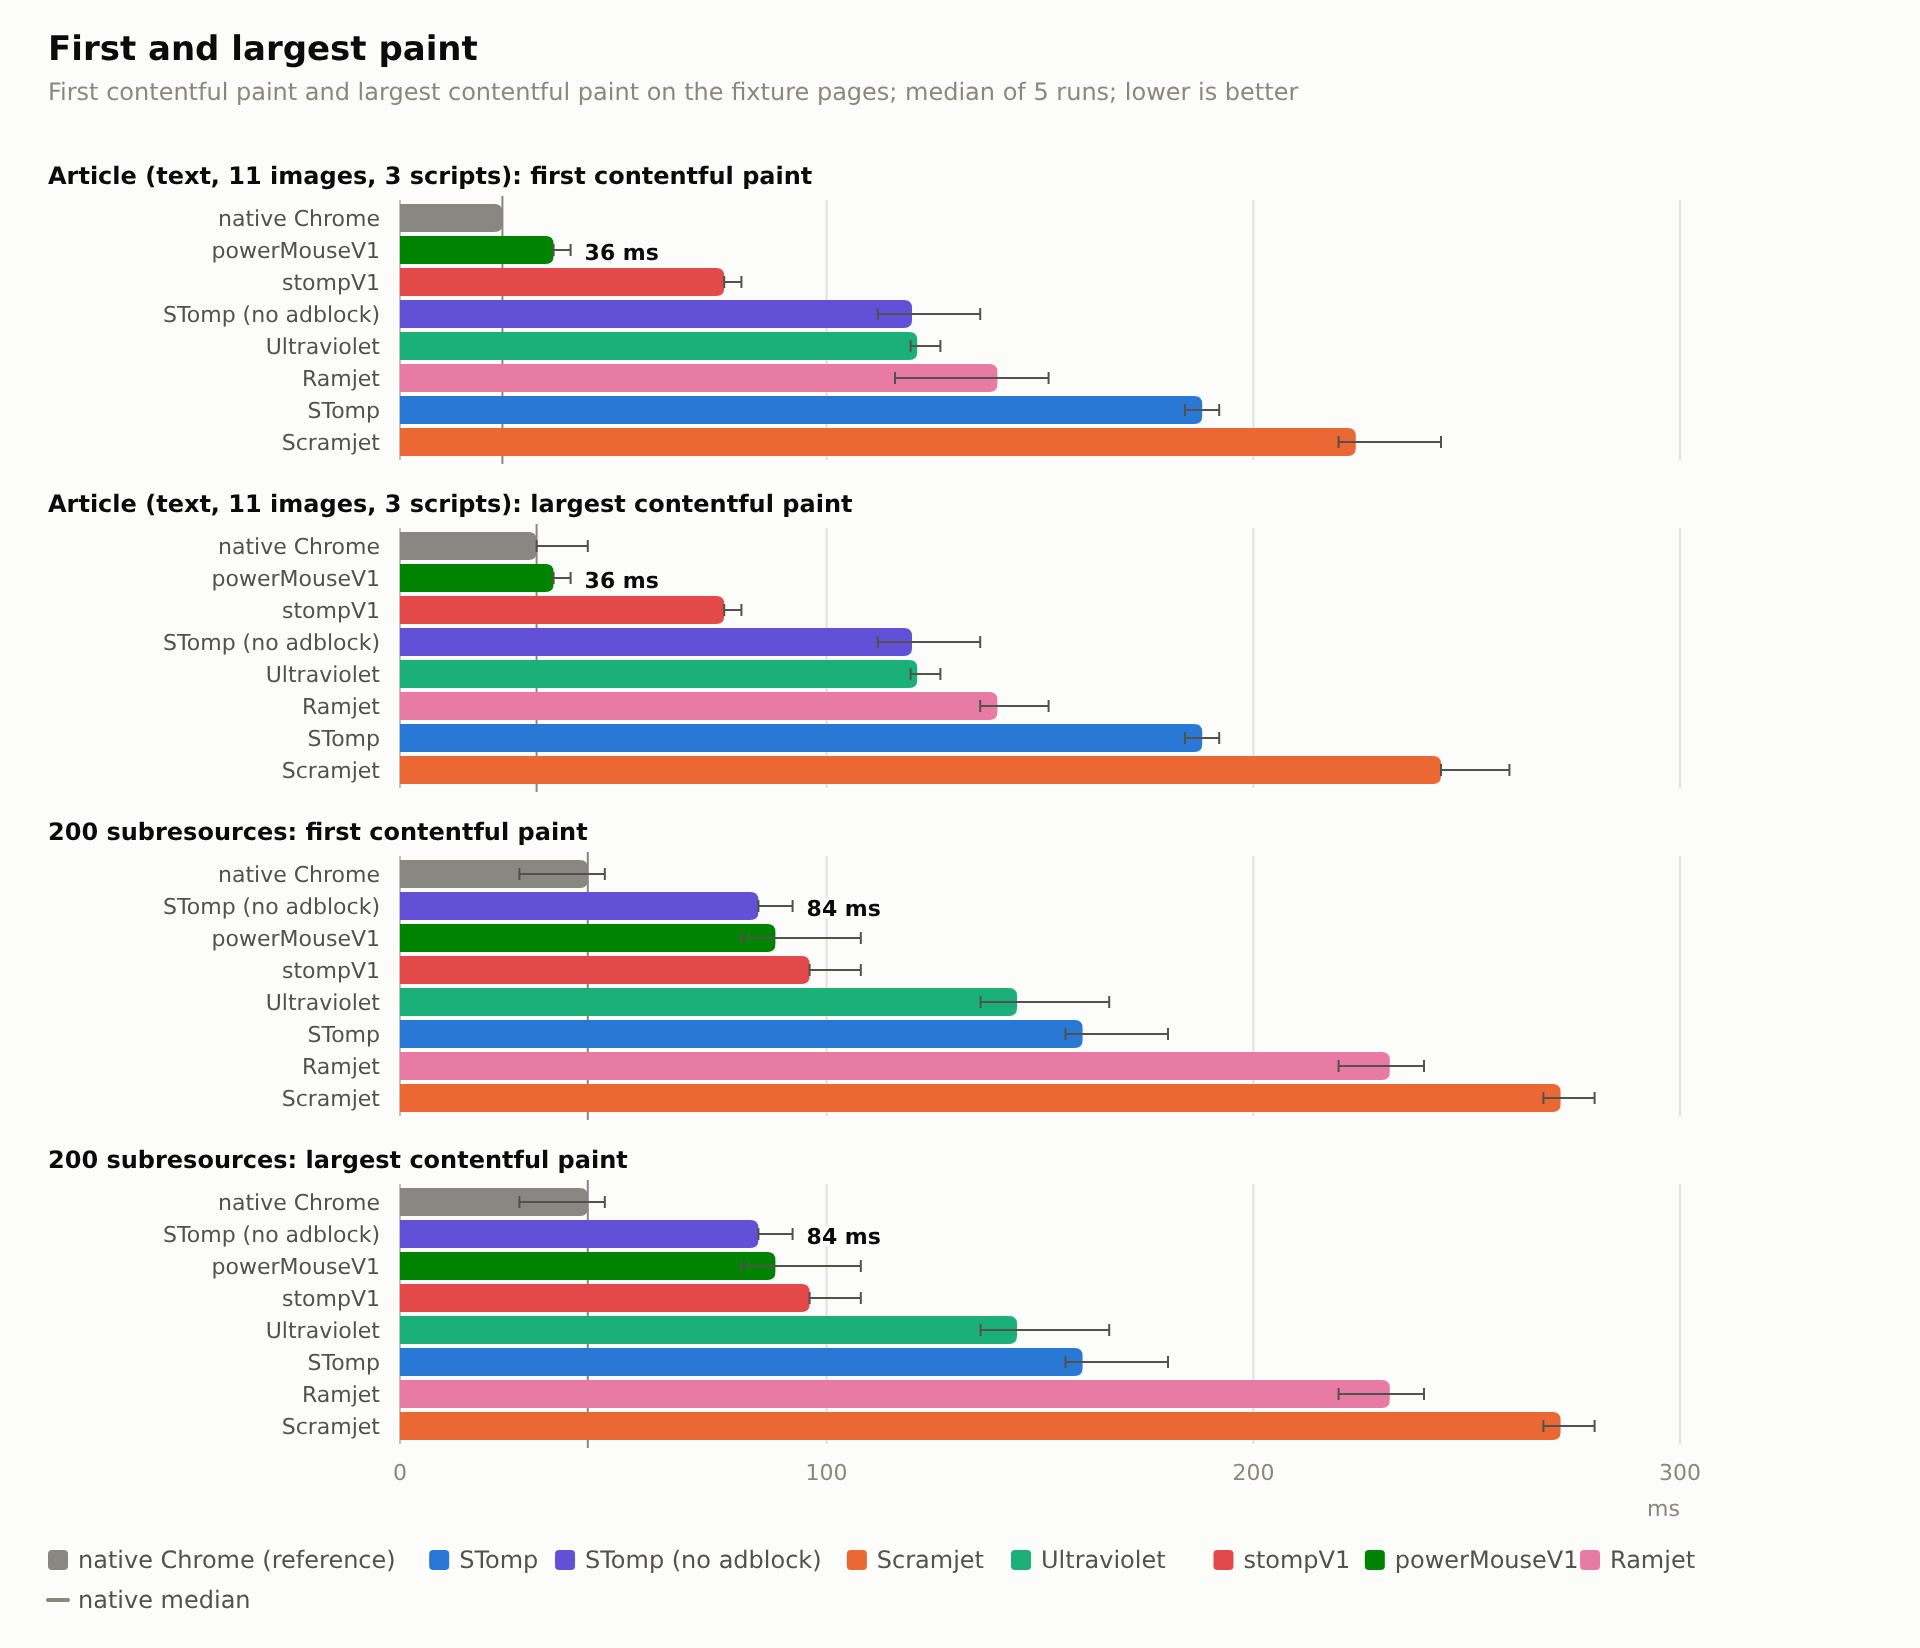 First and largest paint
First contentful paint and largest contentful paint on the fixture pages; median of 5 runs; lower is better
Article (text, 11 images, 3 scripts): first contentful paint
native Chrome
powerMouseV1 36 ms
stompV1
STomp (no adblock)
Ultraviolet
Ramjet
STomp
Scramjet
Article (text, 11 images, 3 scripts): largest contentful paint
native Chrome
powerMouseV1 36 ms
stompV1
STomp (no adblock)
Ultraviolet
Ramjet
STomp
Scramjet
200 subresources: first contentful paint
native Chrome
STomp (no adblock) 84 ms
powerMouseV1
stompV1
Ultraviolet
STomp
Ramjet
Scramjet
200 subresources: largest contentful paint
native Chrome
STomp (no adblock) 84 ms
powerMouseV1
stompV1
Ultraviolet
STomp
Ramjet
Scramjet
0 100 200 300
ms
native Chrome (reference) STomp STomp (no adblock) Scramjet Ultraviolet stompV1 powerMouseV1 Ramjet
native median